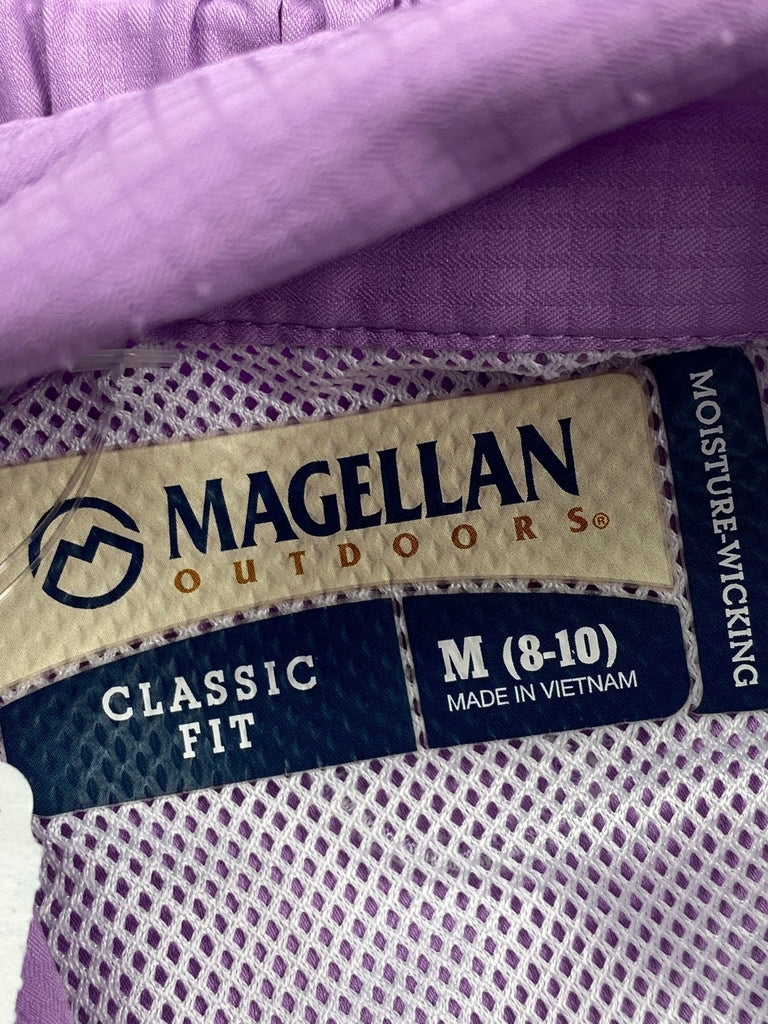 MAGELLAN
OUTDOORS®
CLASSIC
FIT
M (8-10)
MADE IN VIETNAM
MOISTURE-WICKING